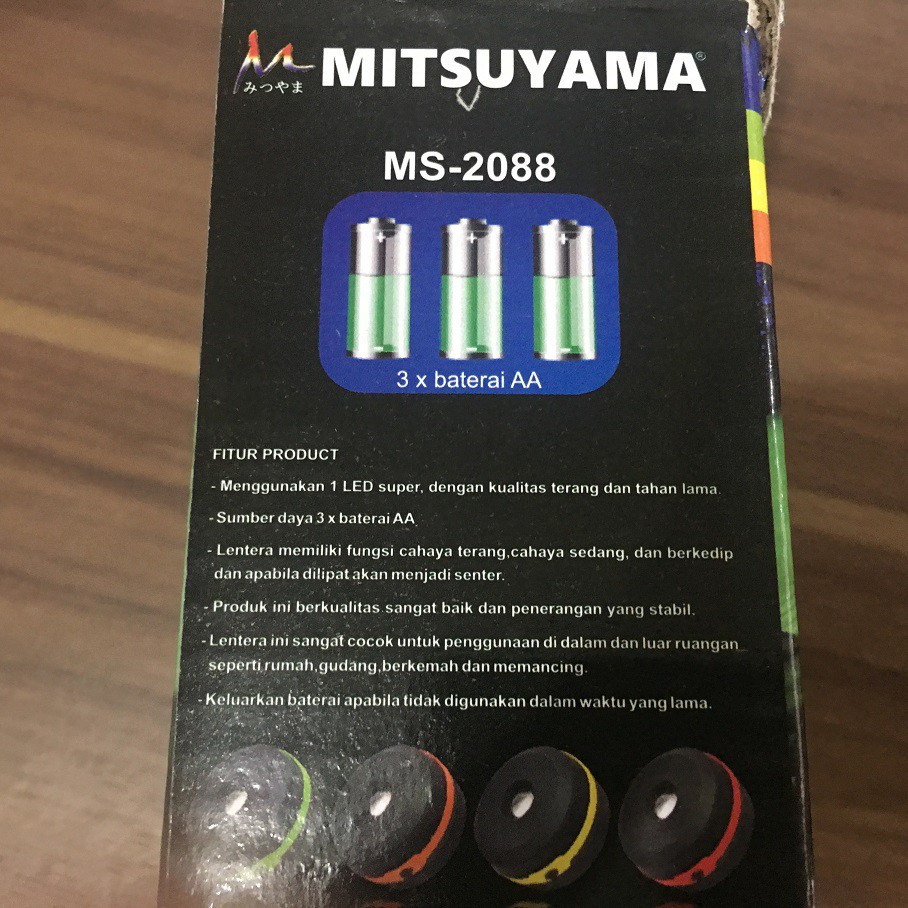 みつやま
MITSUYAMA®
MS-2088
3 x baterai AA
FITUR PRODUCT
- Menggunakan 1 LED super, dengan kualitas terang dan tahan lama.
- Sumber daya 3 x baterai AA
- Lentera memiliki fungsi cahaya terang,cahaya sedang, dan berkedip
dan apabila dilipat akan menjadi senter.
- Produk ini berkualitas sangat baik dan penerangan yang stabil.
- Lentera ini sangat cocok untuk penggunaan di dalam dan luar ruangan
seperti rumah,gudang,berkemah dan memancing.
- Keluarkan baterai apabila tidak digunakan dalam waktu yang lama.